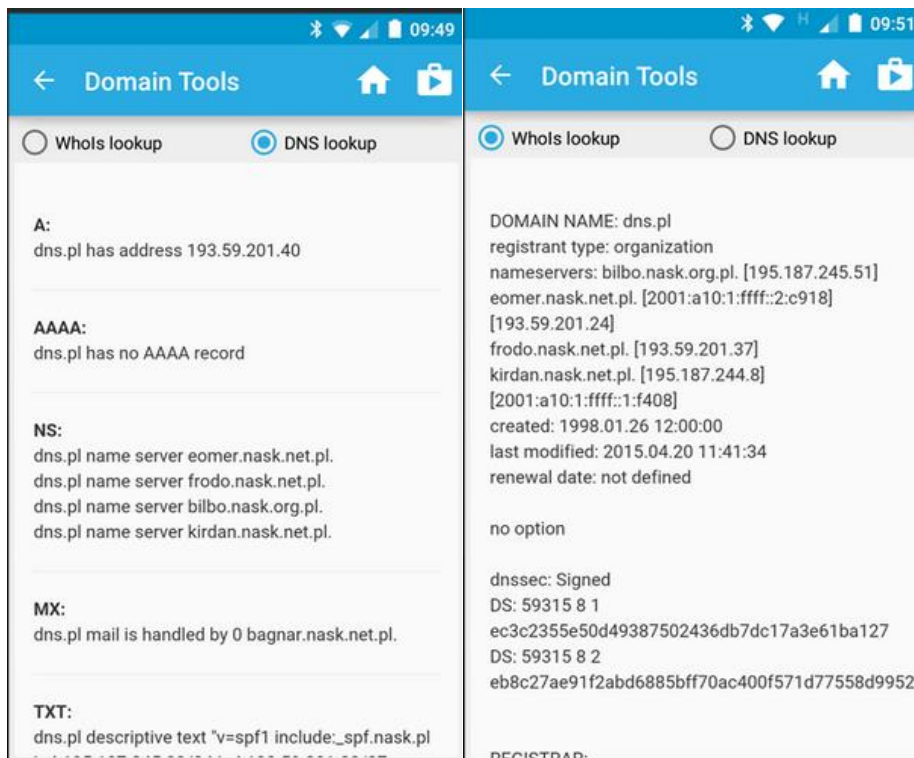 09:49
Domain Tools
WhoIs lookup
DNS lookup
A:
dns.pl has address 193.59.201.40
AAAA:
dns.pl has no AAAA record
NS:
dns.pl name server eomer.nask.net.pl.
dns.pl name server frodo.nask.net.pl.
dns.pl name server bilbo.nask.org.pl.
dns.pl name server kirdan.nask.net.pl.
MX:
dns.pl mail is handled by 0 bagnar.nask.net.pl.
TXT:
dns.pl descriptive text "v=spf1 include:_spf.nask.pl
H
09:51
Domain Tools
WhoIs lookup
DNS lookup
DOMAIN NAME: dns.pl
registrant type: organization
nameservers: bilbo.nask.org.pl. [195.187.245.51]
eomer.nask.net.pl. [2001:a10:1:ffff::2:c918]
[193.59.201.24]
frodo.nask.net.pl. [193.59.201.37]
kirdan.nask.net.pl. [195.187.244.8]
[2001:a10:1:ffff::1:f408]
created: 1998.01.26 12:00:00
last modified: 2015.04.20 11:41:34
renewal date: not defined
no option
dnssec: Signed
DS: 59315 8 1
ec3c2355e50d49387502436db7dc17a3e61ba127
DS: 59315 8 2
eb8c27ae91f2abd6885bff70ac400f571d77558d9952
REGISTRAR: